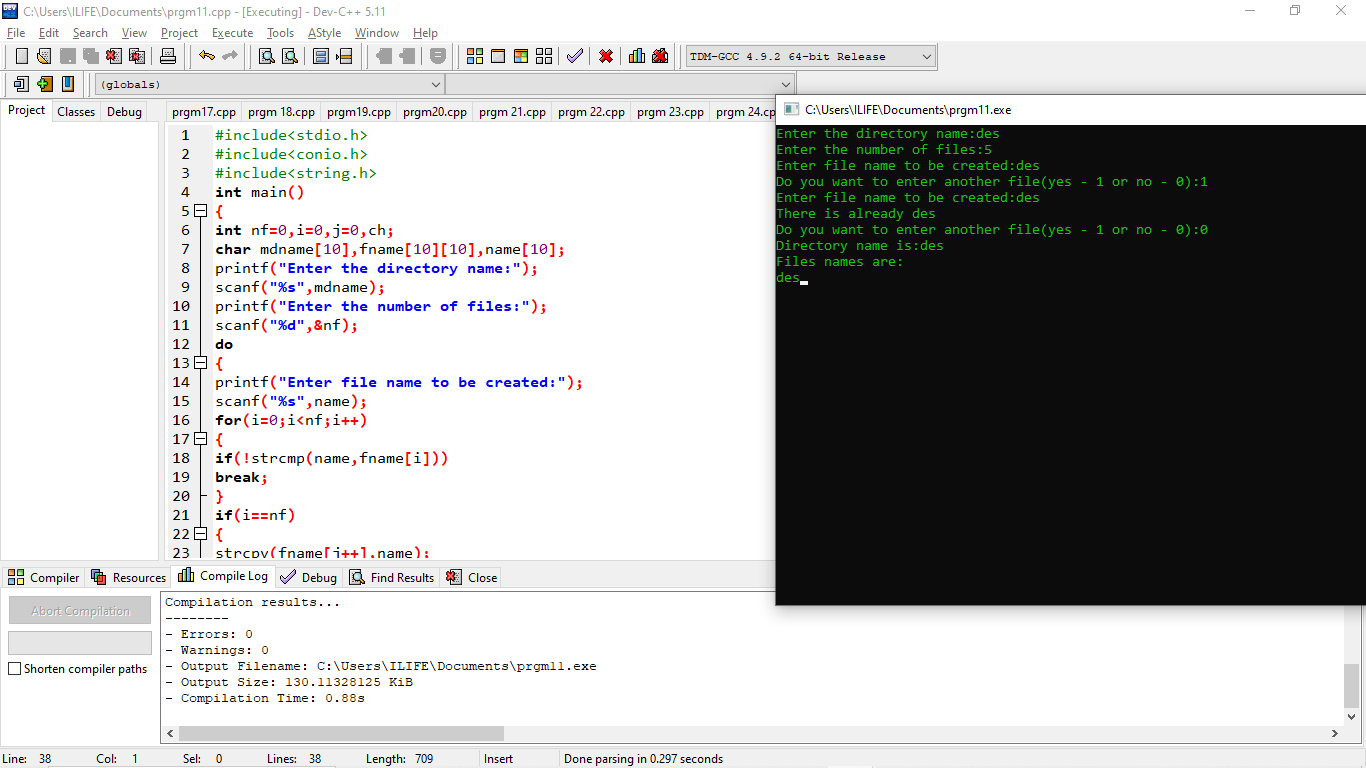 C:\Users\ILIFE\Documents\prgm11.cpp - [Executing] - Dev-C++ 5.11
File Edit Search View Project Execute Tools AStyle Window Help
TDM-GCC 4.9.2 64-bit Release
(globals)
Project Classes Debug
prgm17.cpp prgm 18.cpp prgm19.cpp prgm20.cpp prgm 21.cpp prgm 22.cpp prgm 23.cpp prgm 24.cp
1 #include<stdio.h>
2 #include<conio.h>
3 #include<string.h>
4 int main()
5 {
6 int nf=0,i=0,j=0,ch;
7 char mdname[10],fname[10][10],name[10];
8 printf("Enter the directory name:");
9 scanf("%s",mdname);
10 printf("Enter the number of files:");
11 scanf("%d",&nf);
12 do
13 {
14 printf("Enter file name to be created:");
15 scanf("%s",name);
16 for(i=0;i<nf;i++)
17 {
18 if(!strcmp(name,fname[i]))
19 break;
20 }
21 if(i==nf)
22 {
23 strcpy(fname[j++],name);
C:\Users\ILIFE\Documents\prgm11.exe
Enter the directory name:des
Enter the number of files:5
Enter file name to be created:des
Do you want to enter another file(yes - 1 or no - 0):1
Enter file name to be created:des
There is already des
Do you want to enter another file(yes - 1 or no - 0):0
Directory name is:des
Files names are:
des
Compiler Resources Compile Log Debug Find Results Close
Abort Compilation
Shorten compiler paths
Compilation results...
--------
- Errors: 0
- Warnings: 0
- Output Filename: C:\Users\ILIFE\Documents\prgm11.exe
- Output Size: 130.11328125 KiB
- Compilation Time: 0.88s
Line: 38 Col: 1 Sel: 0 Lines: 38 Length: 709 Insert Done parsing in 0.297 seconds